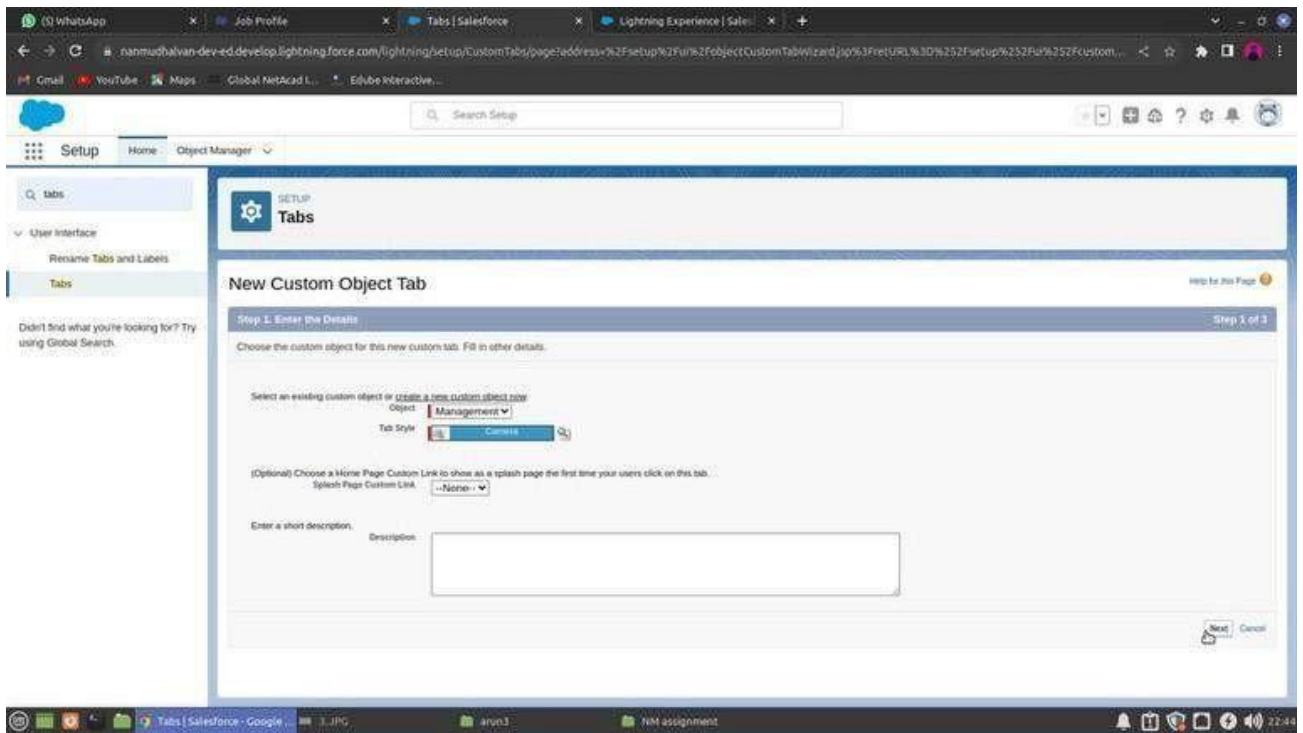 (5) WhatsApp
Job Profile
Tabs | Salesforce
Lightning Experience | Sales
nanmudhalvan-dev-ed.develop.lightning.force.com/lightning/setup/CustomTabs/page?address=%2Fsetup%2Fui%2FobjectCustomTabWizard.jsp%3FretURL%3D%252Fsetup%252Fui%252Fcustom...
Gmail YouTube Maps Global NetAcad L... Edube Interactive...
Search Setup
Setup Home Object Manager
tabs
User Interface
Rename Tabs and Labels
Tabs
Didn't find what you're looking for? Try
using Global Search.
SETUP
Tabs
New Custom Object Tab
Help for this Page
Step 1. Enter the Details Step 1 of 3
Choose the custom object for this new custom tab. Fill in other details.
Select an existing custom object or create a new custom object now.
Object Management
Tab Style Camera
(Optional) Choose a Home Page Custom Link to show as a splash page the first time your users click on this tab.
Splash Page Custom Link --None--
Enter a short description.
Description
Next Cancel
Tabs | Salesforce - Google ... 3.JPG arun3 NM assignment 22:44